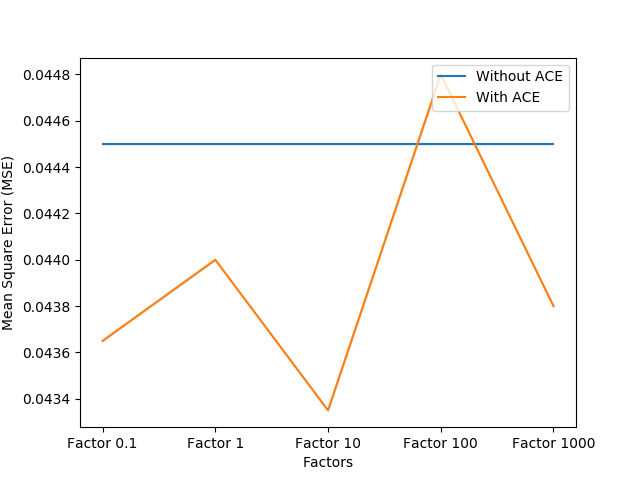 Without ACE
With ACE
Mean Square Error (MSE)
0.0448
0.0446
0.0444
0.0442
0.0440
0.0438
0.0436
0.0434
Factor 0.1 Factor 1 Factor 10 Factor 100 Factor 1000
Factors